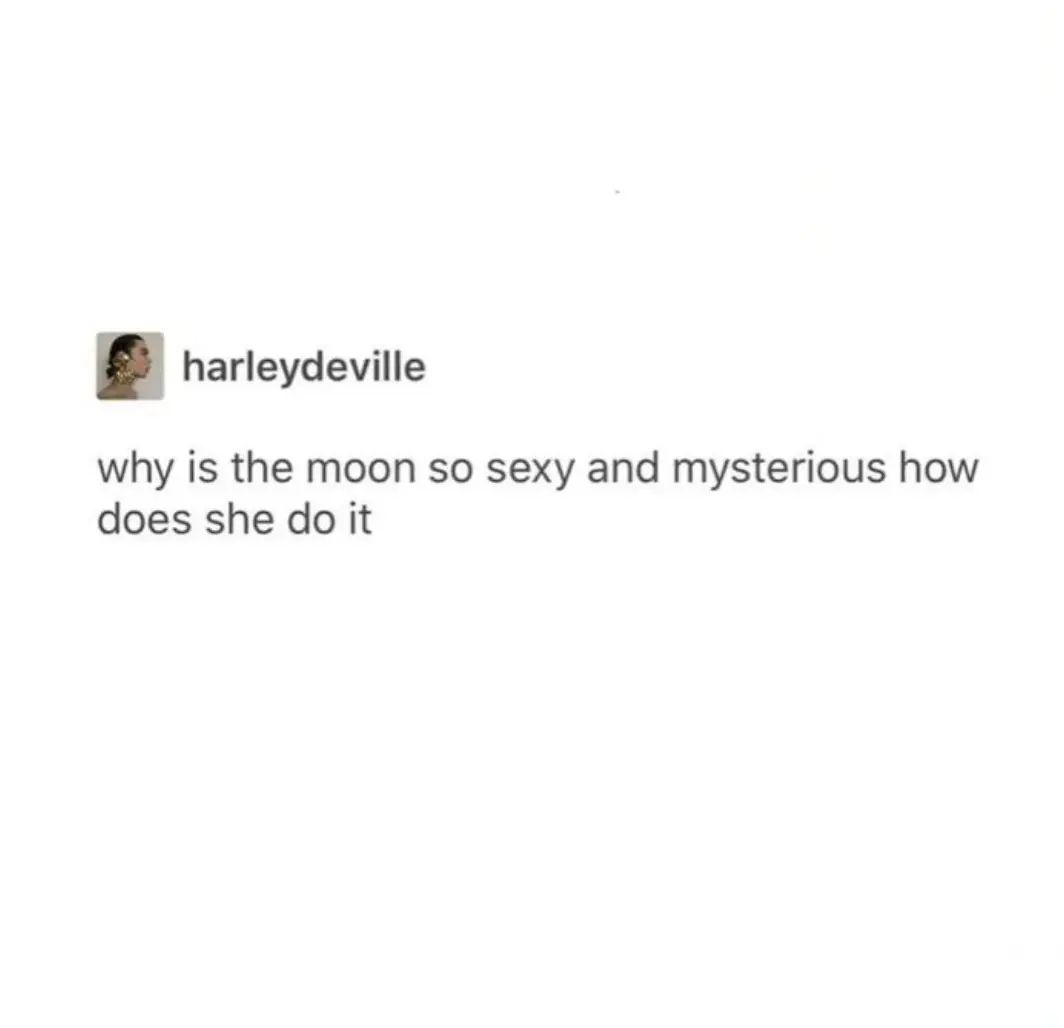 harleydeville
why is the moon so sexy and mysterious how
does she do it